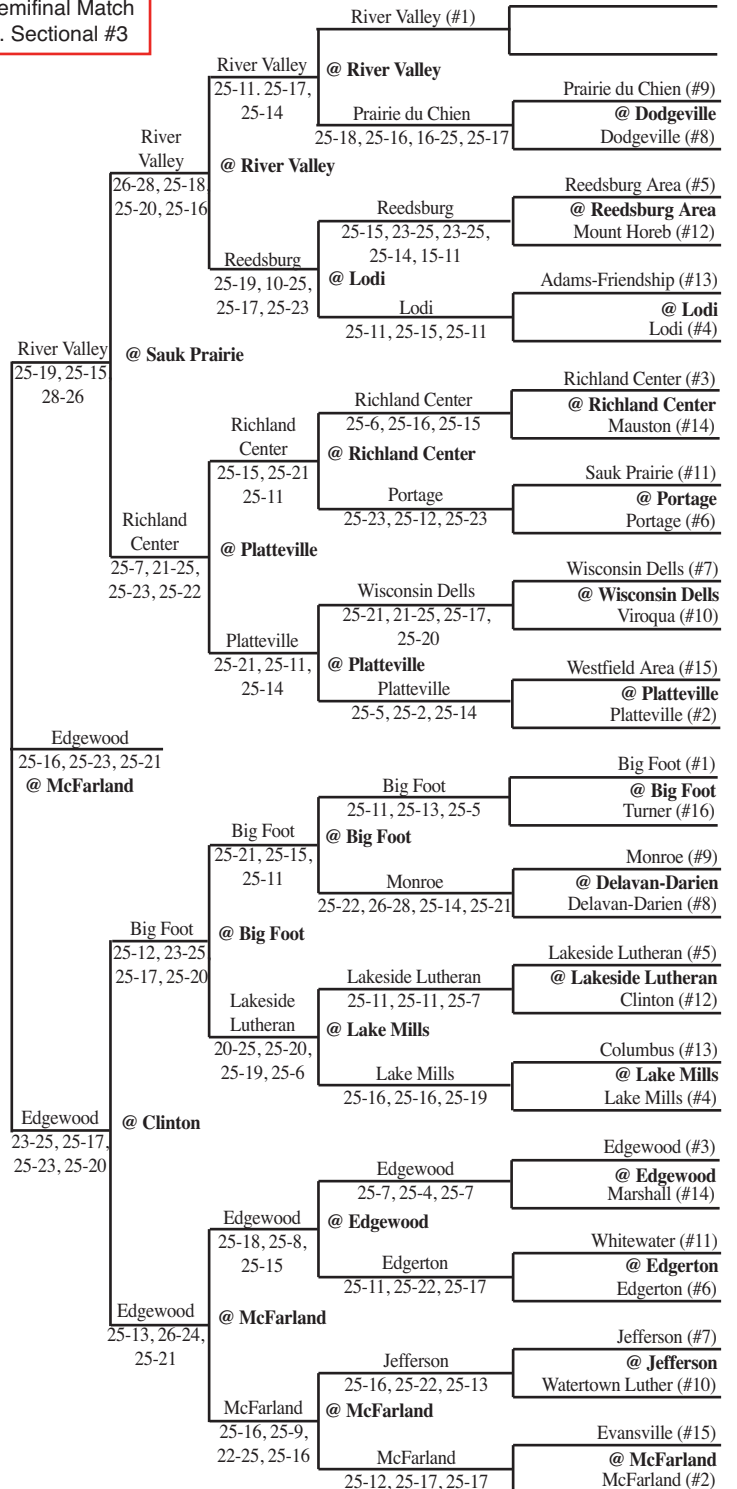 emifinal Match
. Sectional #3
River Valley (#1)
River Valley
25-11. 25-17,
25-14
@ River Valley
Prairie du Chien
25-18, 25-16, 16-25, 25-17
Prairie du Chien (#9)
@ Dodgeville
Dodgeville (#8)
River
Valley
26-28, 25-18
25-20, 25-16
@ River Valley
Reedsburg Area (#5)
@ Reedsburg Area
Mount Horeb (#12)
Reedsburg
25-15, 23-25, 23-25,
25-14, 15-11
Reedsburg
25-19, 10-25,
25-17, 25-23
@ Lodi
Lodi
25-11, 25-15, 25-11
Adams-Friendship (#13)
@ Lodi
Lodi (#4)
River Valley
25-19, 25-15
28-26
@ Sauk Prairie
Richland Center (#3)
@ Richland Center
Mauston (#14)
Richland Center
25-6, 25-16, 25-15
Richland
Center
25-15, 25-21
25-11
@ Richland Center
Portage
25-23, 25-12, 25-23
Sauk Prairie (#11)
@ Portage
Portage (#6)
Richland
Center
25-7, 21-25,
25-23, 25-22
@ Platteville
Wisconsin Dells (#7)
@ Wisconsin Dells
Viroqua (#10)
Wisconsin Dells
25-21, 21-25, 25-17,
25-20
Platteville
25-21, 25-11,
25-14
@ Platteville
Platteville
25-5, 25-2, 25-14
Westfield Area (#15)
@ Platteville
Platteville (#2)
Edgewood
25-16, 25-23, 25-21
@ McFarland
Big Foot (#1)
@ Big Foot
Turner (#16)
Big Foot
25-11, 25-13, 25-5
Big Foot
25-21, 25-15,
25-11
@ Big Foot
Monroe
25-22, 26-28, 25-14, 25-21
Monroe (#9)
@ Delavan-Darien
Delavan-Darien (#8)
Big Foot
25-12, 23-25
25-17, 25-20
@ Big Foot
Lakeside Lutheran (#5)
@ Lakeside Lutheran
Clinton (#12)
Lakeside Lutheran
25-11, 25-11, 25-7
Lakeside
Lutheran
20-25, 25-20,
25-19, 25-6
@ Lake Mills
Lake Mills
25-16, 25-16, 25-19
Columbus (#13)
@ Lake Mills
Lake Mills (#4)
Edgewood
23-25, 25-17,
25-23, 25-20
@ Clinton
Edgewood (#3)
@ Edgewood
Marshall (#14)
Edgewood
25-7, 25-4, 25-7
Edgewood
25-18, 25-8,
25-15
@ Edgewood
Edgerton
25-11, 25-22, 25-17
Whitewater (#11)
@ Edgerton
Edgerton (#6)
Edgewood
25-13, 26-24,
25-21
@ McFarland
Jefferson (#7)
@ Jefferson
Watertown Luther (#10)
Jefferson
25-16, 25-22, 25-13
McFarland
25-16, 25-9,
22-25, 25-16
@ McFarland
McFarland
25-12, 25-17, 25-17
Evansville (#15)
@ McFarland
McFarland (#2)